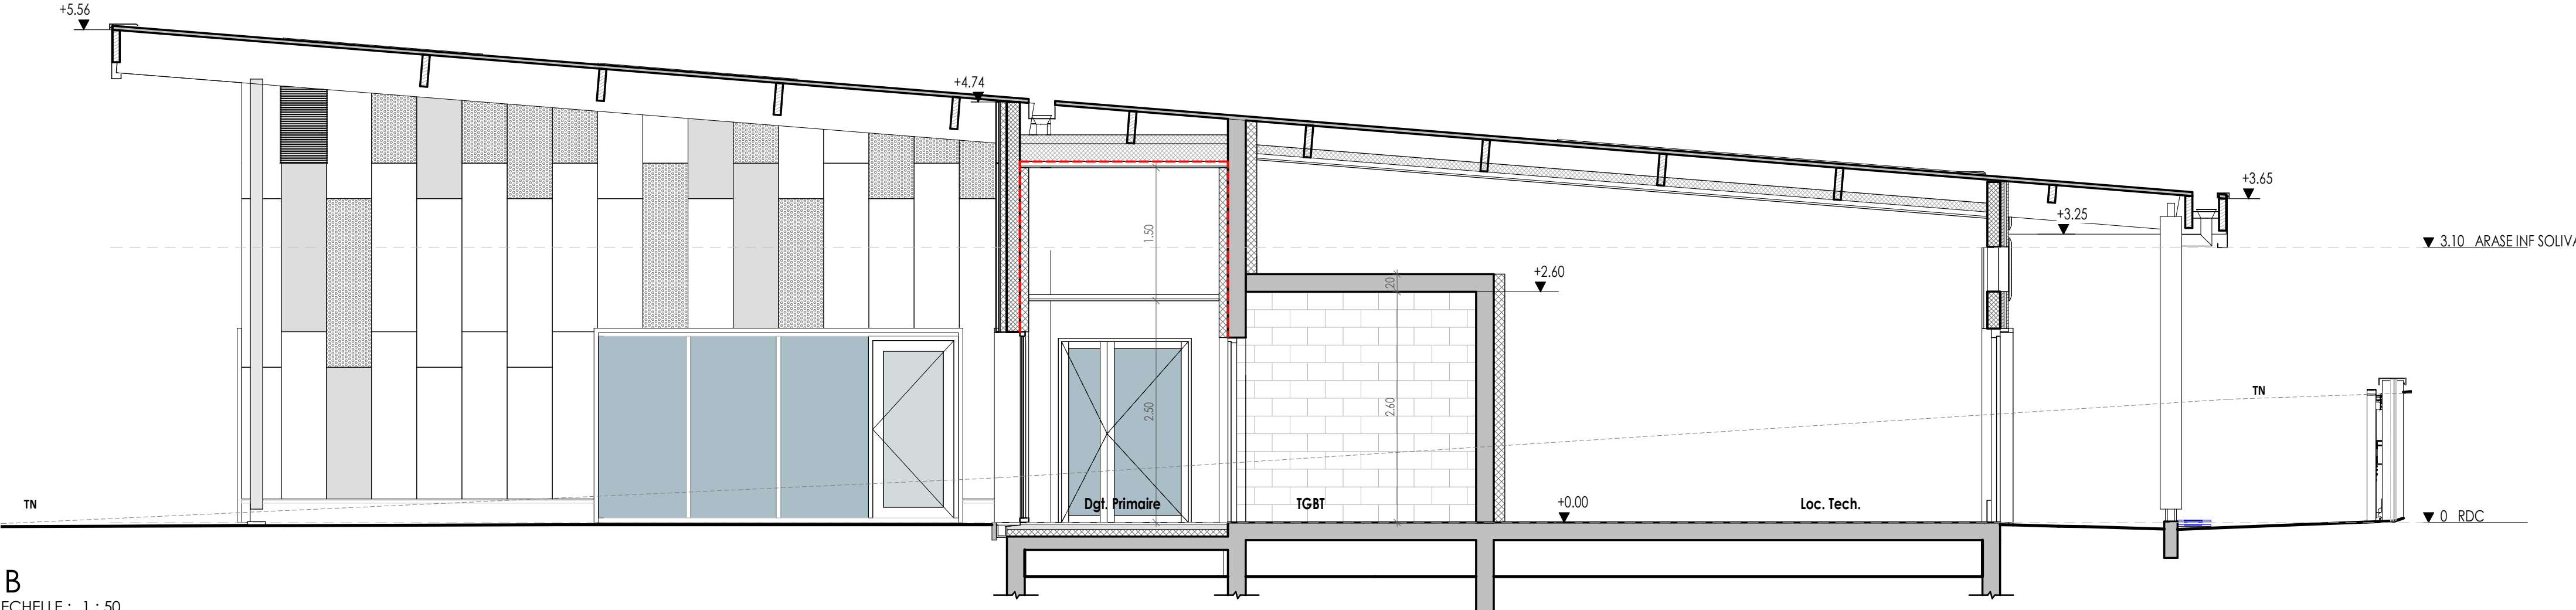 +5.56
+4.74
+3.65
+3.25
3.10 ARASE INF SOLIVA
1.50
+2.60
20
TN
2.50
2.60
TN
Dgt. Primaire
TGBT
+0.00
Loc. Tech.
0 RDC
B
ECHELLE : 1 : 50